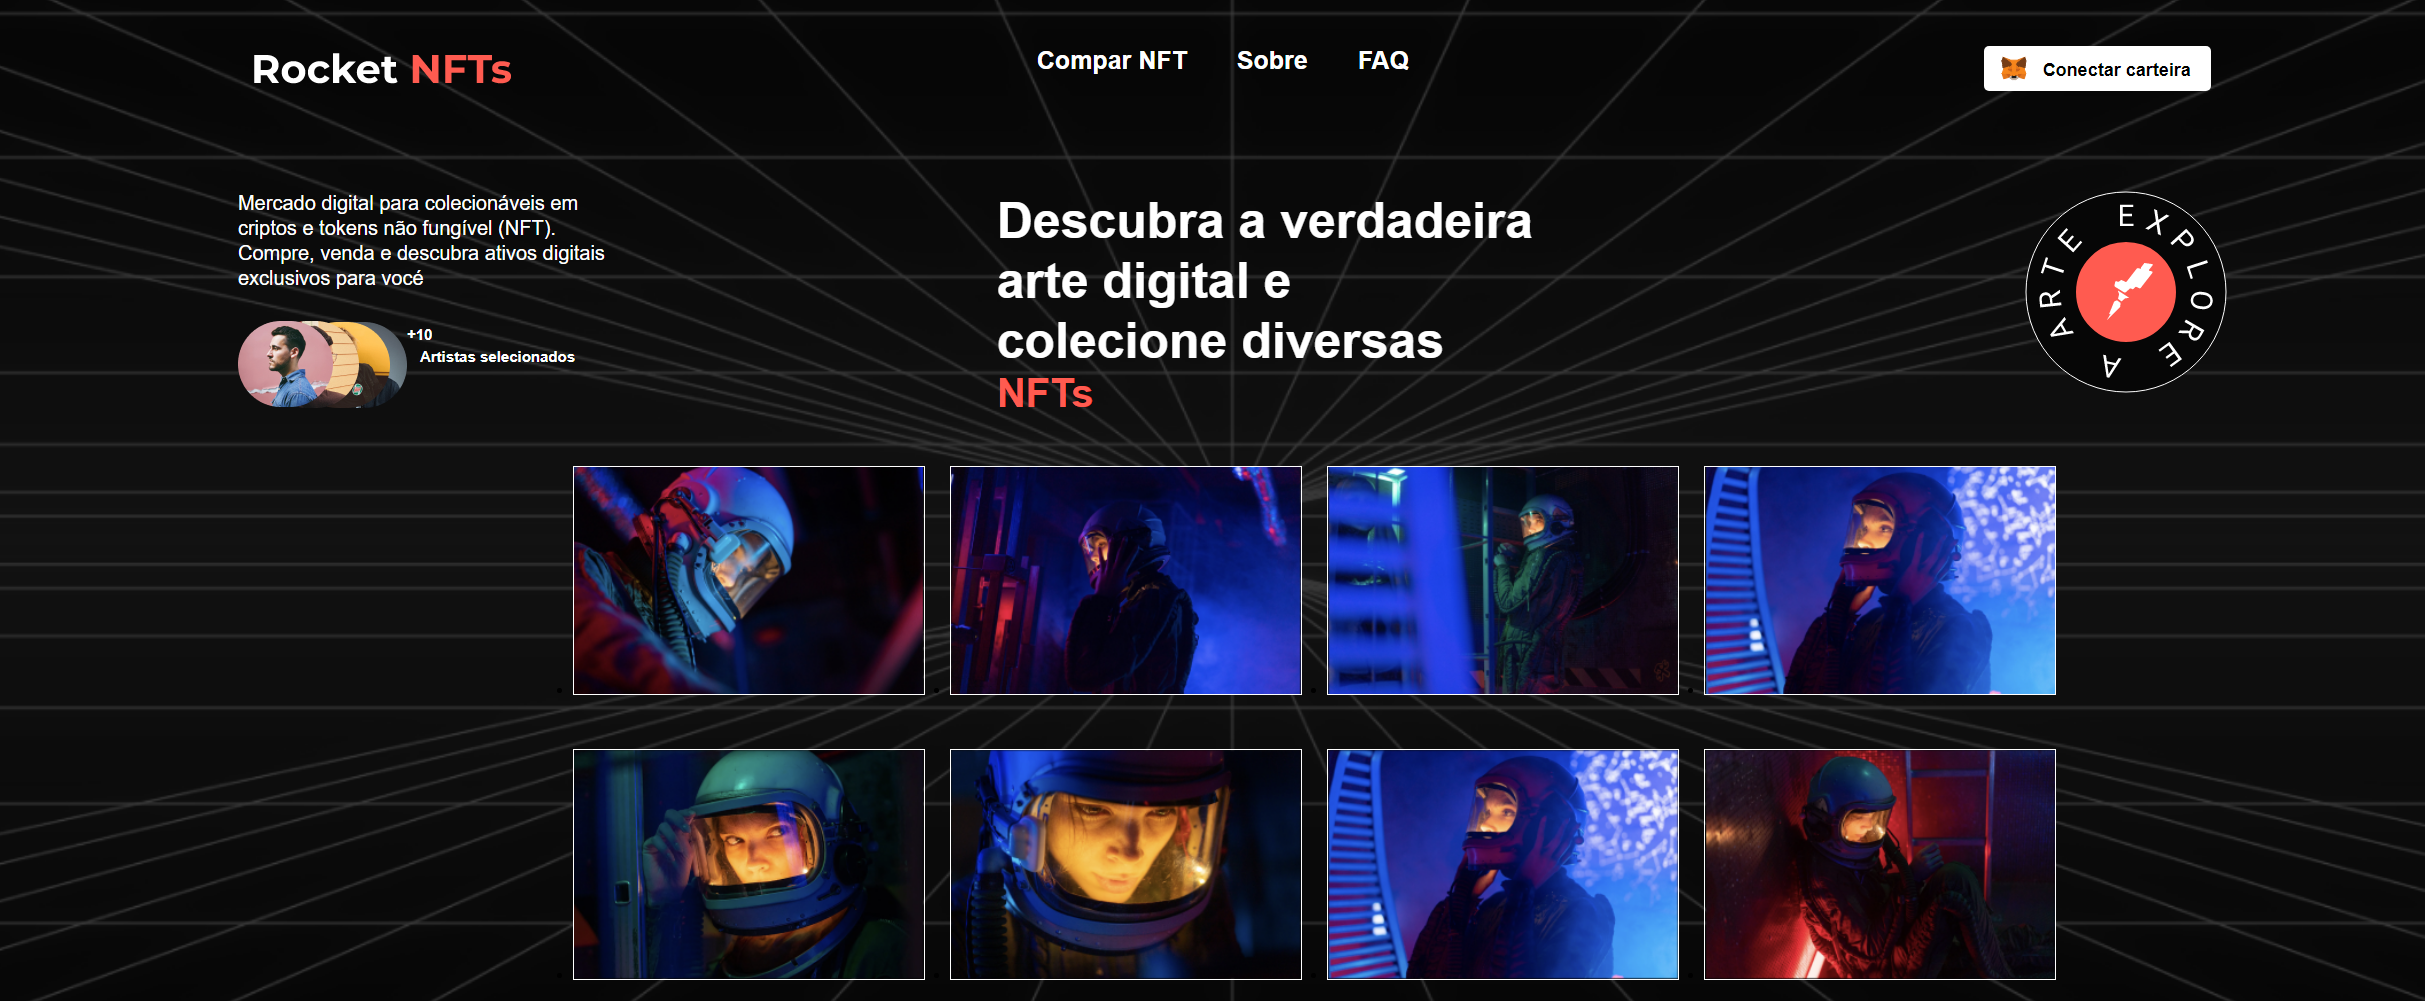 Rocket NFTs
Compar NFT
Sobre
FAQ
Conectar carteira
Mercado digital para colecionáveis em
criptos e tokens não fungível (NFT).
Compre, venda e descubra ativos digitais
exclusivos para vocé
+10
Artistas selecionados
Descubra a verdadeira
arte digital e
colecione diversas
NFTs
EXPLORE A ARTE